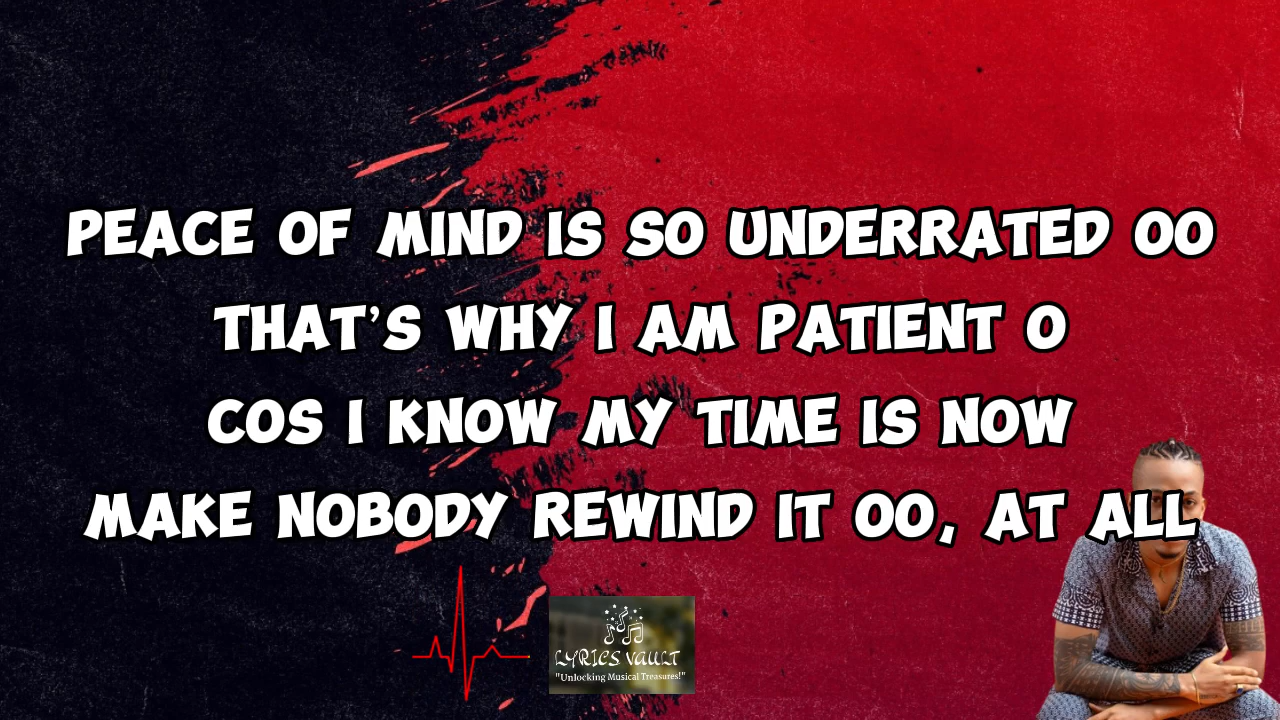 PEACE OF MIND IS SO UNDERRATED OO
THAT'S WHY I AM PATIENT O
COS I KNOW MY TIME IS NOW
MAKE NOBODY REWIND IT OO, AT ALL
LYRICS VAULT
"Unlocking Musical Treasures!"